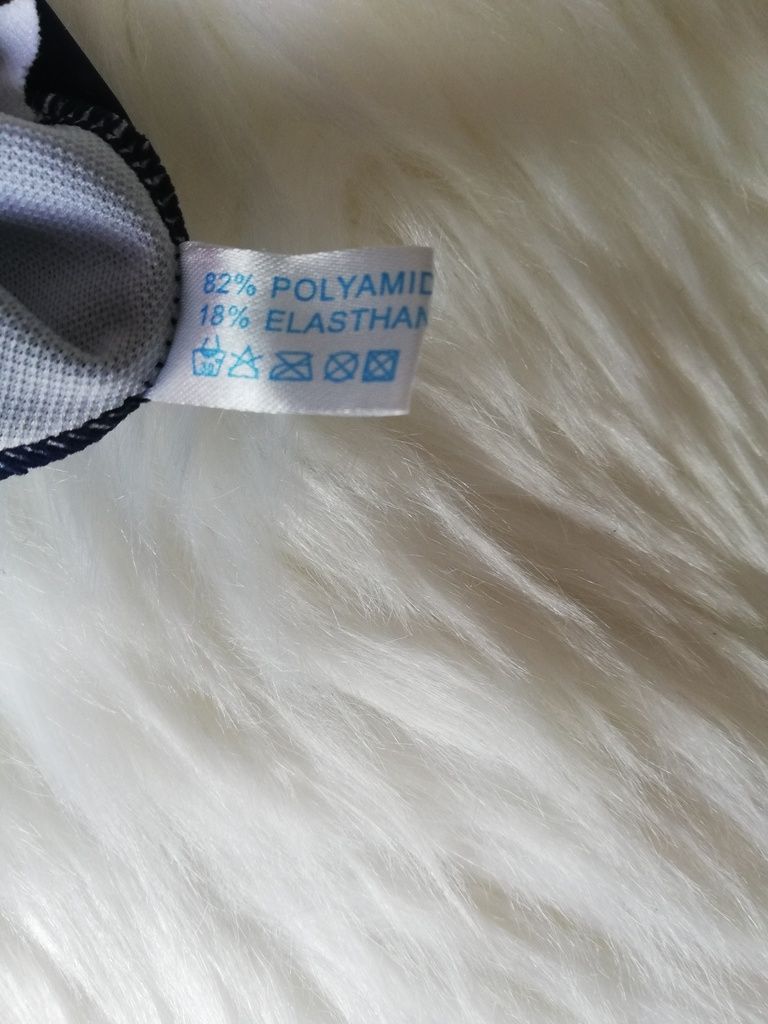 82% POLYAMID
18% ELASTHAN